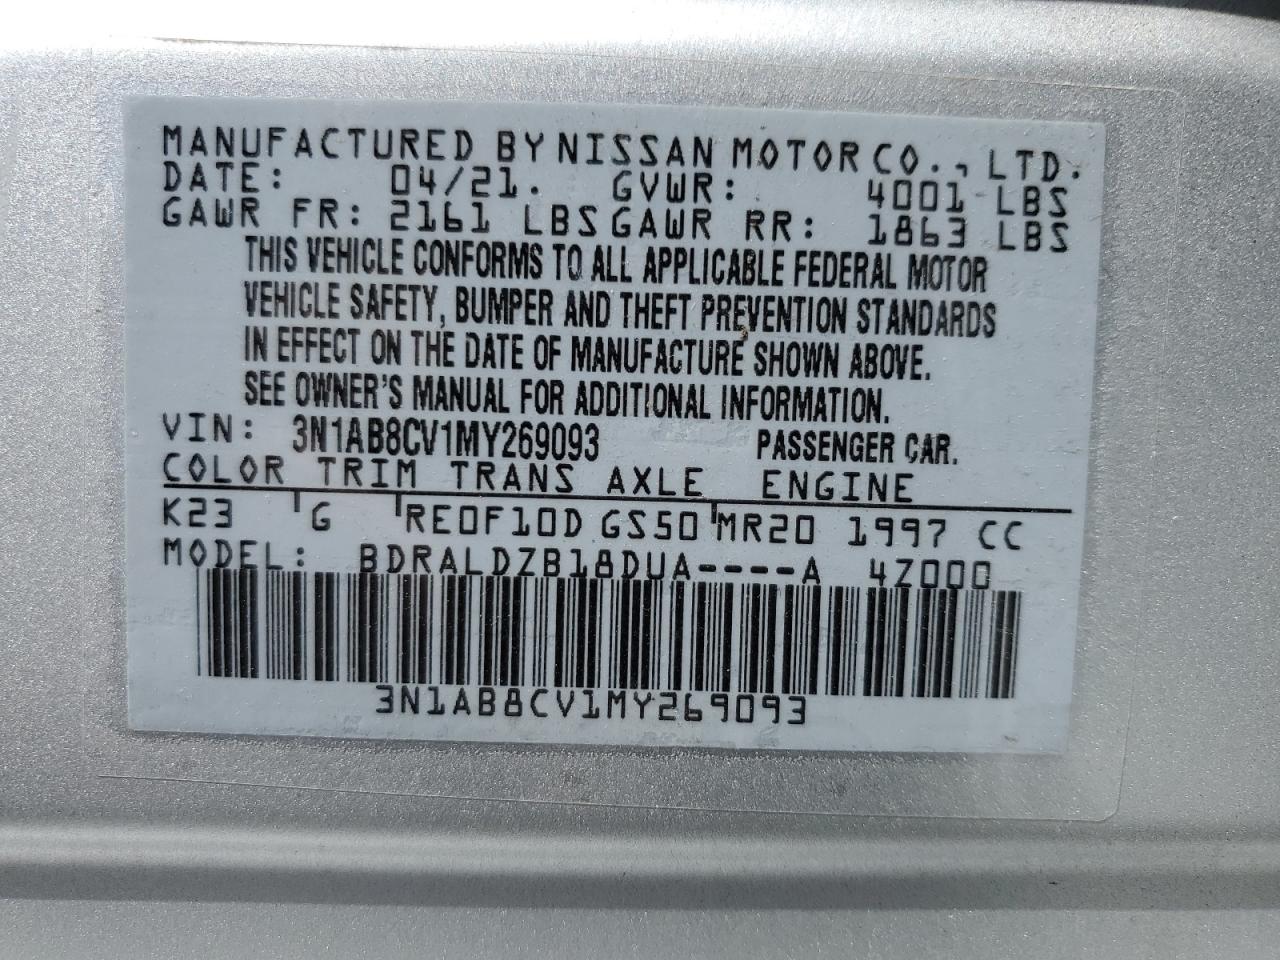 MANUFACTURED BY NISSAN MOTOR CO., LTD.
DATE: 04/21. GVWR: 4001 LBS
GAWR FR: 2161 LBS GAWR RR: 1863 LBS
THIS VEHICLE CONFORMS TO ALL APPLICABLE FEDERAL MOTOR
VEHICLE SAFETY, BUMPER AND THEFT PREVENTION STANDARDS
IN EFFECT ON THE DATE OF MANUFACTURE SHOWN ABOVE.
SEE OWNER'S MANUAL FOR ADDITIONAL INFORMATION.
VIN: 3N1AB8CV1MY269093 PASSENGER CAR.
COLOR TRIM TRANS AXLE ENGINE
K23 G RE0F10D GS50 MR20 1997 CC
MODEL: BDRALDZB18DUA----A 4Z000
3N1AB8CV1MY269093